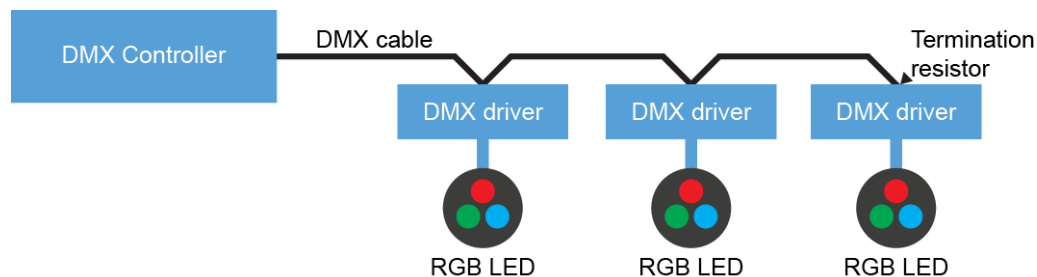 DMX Controller
DMX cable
Termination
resistor
DMX driver
DMX driver
DMX driver
RGB LED
RGB LED
RGB LED